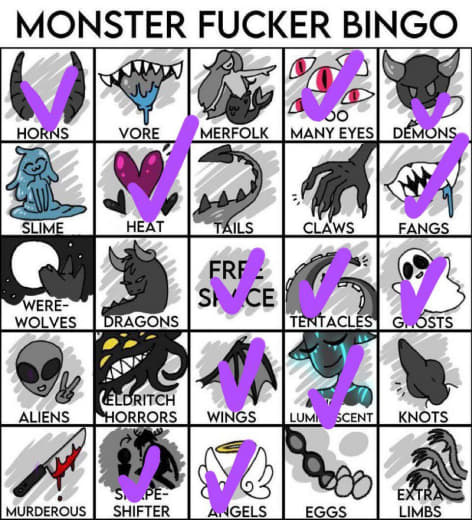 MONSTER FUCKER BINGO
HORNS VORE MERFOLK MANY EYES DEMONS
SLIME HEAT TAILS CLAWS FANGS
WERE-
WOLVES DRAGONS FREE
SPACE TENTACLES GHOSTS
ALIENS ELDRITCH
HORRORS WINGS LUMINESCENT KNOTS
MURDEROUS SHAPE-
SHIFTER ANGELS EGGS EXTRA
LIMBS